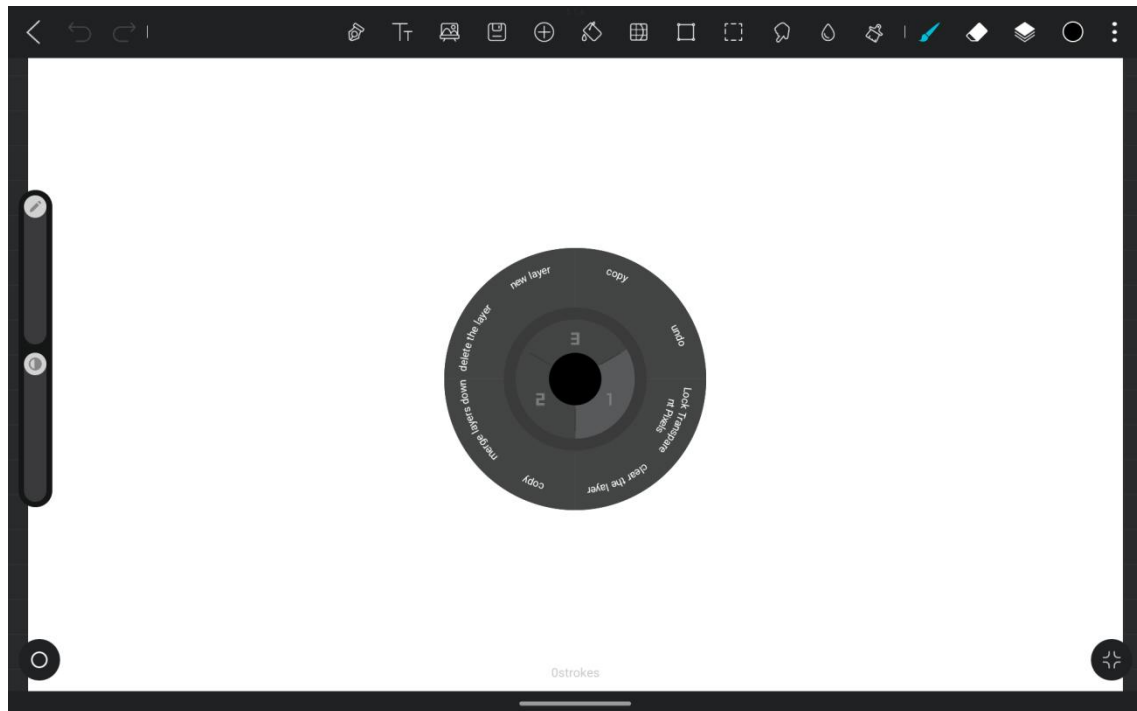 TT
new layer
copy
undo
Lock Transpare
nt Pixels
clear the layer
copy
merge layers down
delete the layer
3
2
1
0strokes